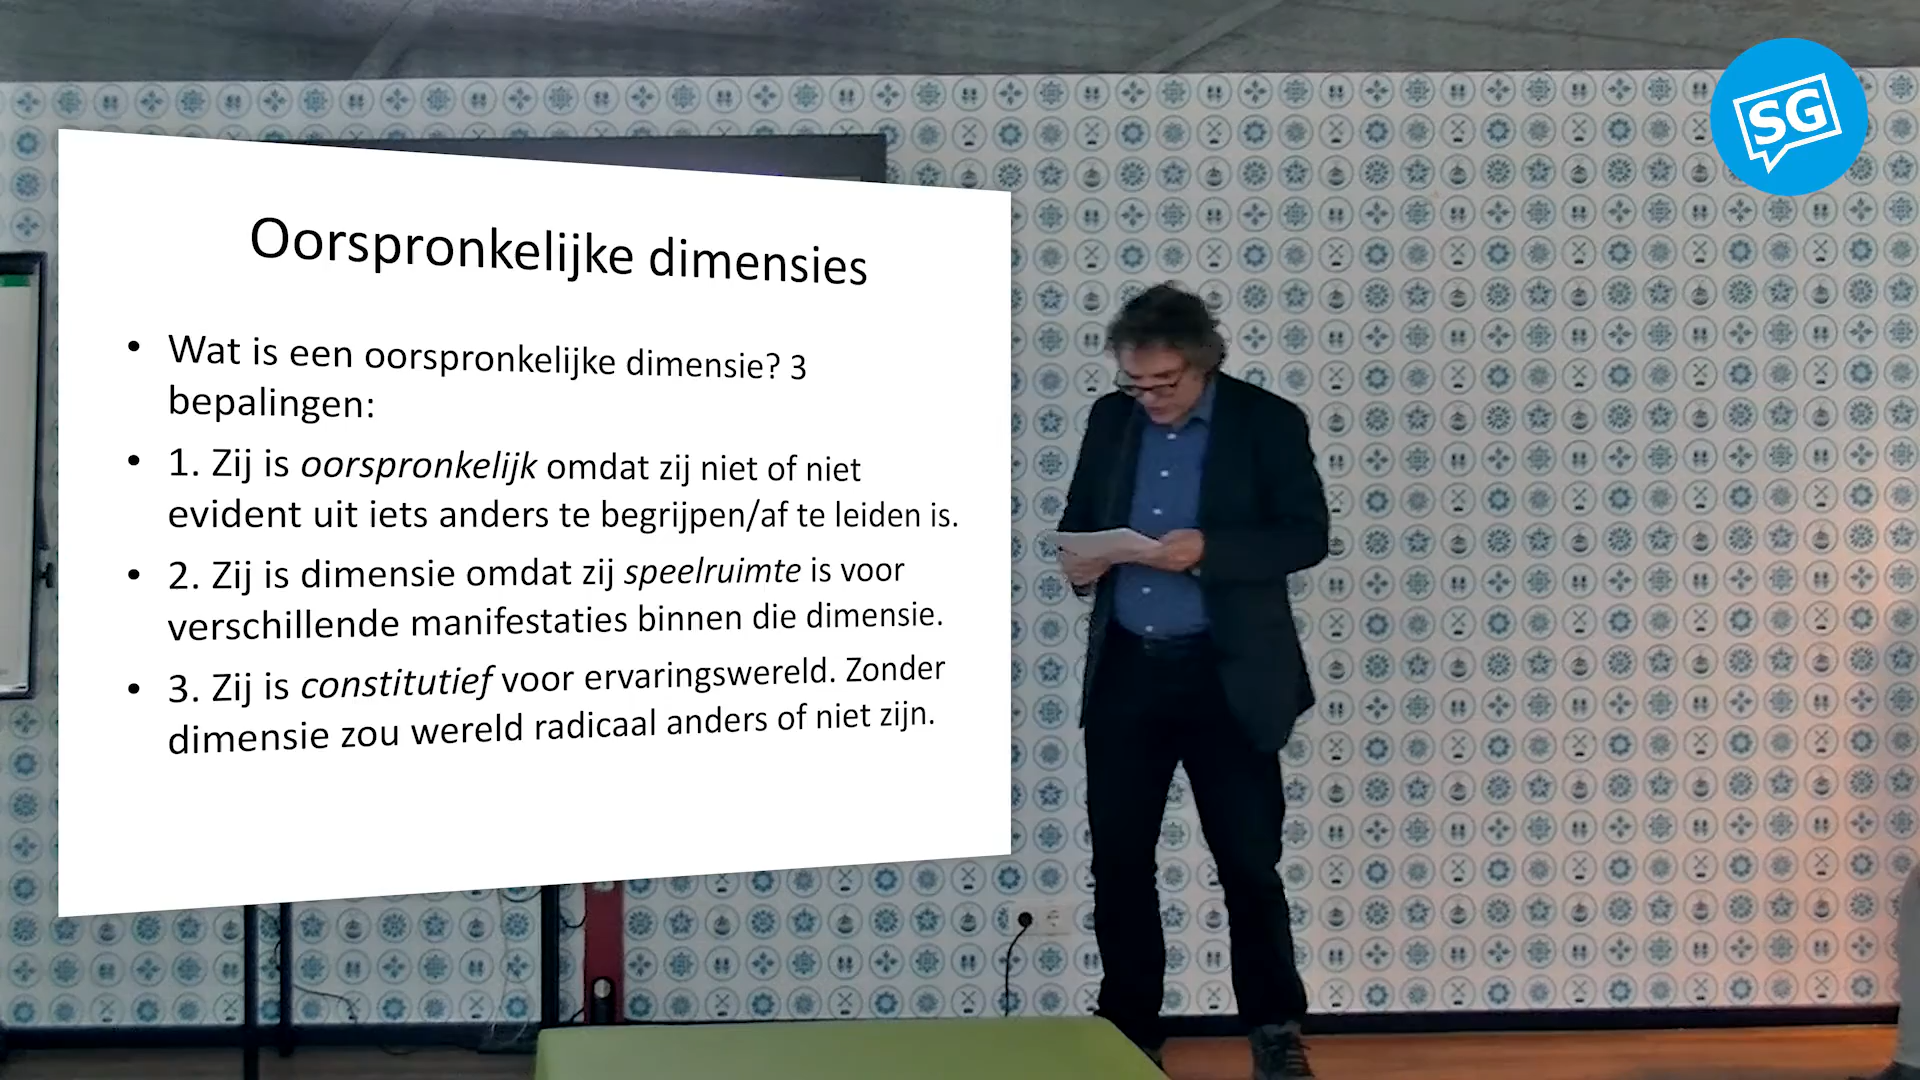 SG
Oorspronkelijke dimensies
• Wat is een oorspronkelijke dimensie? 3
bepalingen:
• 1. Zij is oorspronkelijk omdat zij niet of niet
evident uit iets anders te begrijpen/af te leiden is.
• 2. Zij is dimensie omdat zij speelruimte is voor
verschillende manifestaties binnen die dimensie.
• 3. Zij is constitutief voor ervaringswereld. Zonder
dimensie zou wereld radicaal anders of niet zijn.